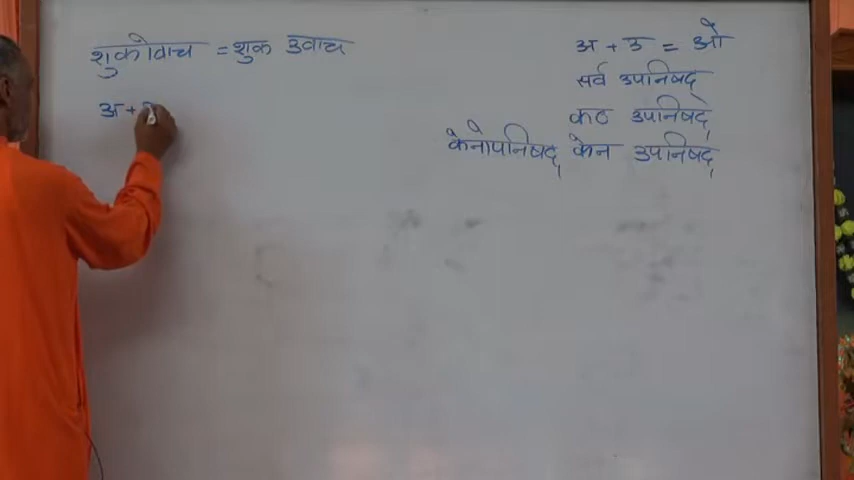 शुकोवाच = शुक उवाच
अ +
अ + उ = ओ
सर्व उपनिषद्
कठ उपनिषद्
केनोपनिषद् केन उपनिषद्